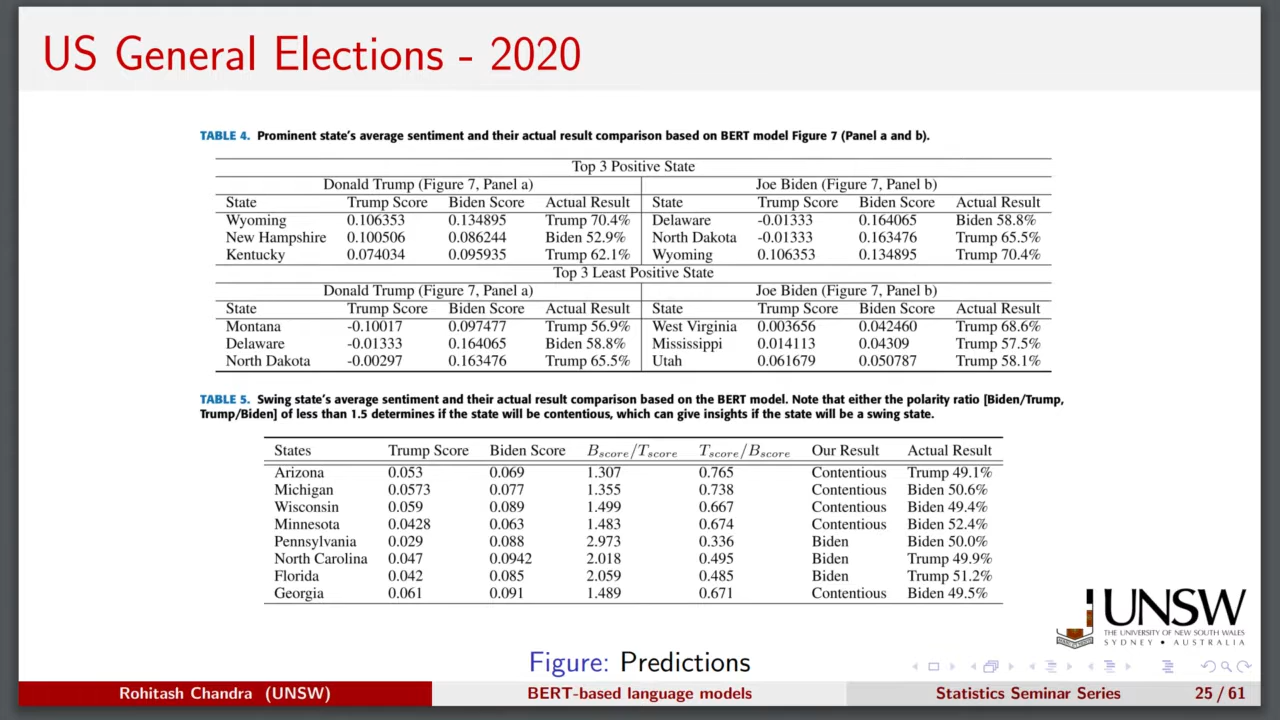 US General Elections - 2020
TABLE 4. Prominent state's average sentiment and their actual result comparison based on BERT model Figure 7 (Panel a and b).
Top 3 Positive State
Donald Trump (Figure 7, Panel a) Joe Biden (Figure 7, Panel b)
State Trump Score Biden Score Actual Result State Trump Score Biden Score Actual Result
Wyoming 0.106353 0.134895 Trump 70.4% Delaware -0.01333 0.164065 Biden 58.8%
New Hampshire 0.100506 0.086244 Biden 52.9% North Dakota -0.01333 0.163476 Trump 65.5%
Kentucky 0.074034 0.095935 Trump 62.1% Wyoming 0.106353 0.134895 Trump 70.4%
Top 3 Least Positive State
Donald Trump (Figure 7, Panel a) Joe Biden (Figure 7, Panel b)
State Trump Score Biden Score Actual Result State Trump Score Biden Score Actual Result
Montana -0.10017 0.097477 Trump 56.9% West Virginia 0.003656 0.042460 Trump 68.6%
Delaware -0.01333 0.164065 Biden 58.8% Mississippi 0.014113 0.04309 Trump 57.5%
North Dakota -0.00297 0.163476 Trump 65.5% Utah 0.061679 0.050787 Trump 58.1%
TABLE 5. Swing state's average sentiment and their actual result comparison based on the BERT model. Note that either the polarity ratio [Biden/Trump,
Trump/Biden] of less than 1.5 determines if the state will be contentious, which can give insights if the state will be a swing state.
States Trump Score Biden Score Bscore/Tscore Tscore/Bscore Our Result Actual Result
Arizona 0.053 0.069 1.307 0.765 Contentious Trump 49.1%
Michigan 0.0573 0.077 1.355 0.738 Contentious Biden 50.6%
Wisconsin 0.059 0.089 1.499 0.667 Contentious Biden 49.4%
Minnesota 0.0428 0.063 1.483 0.674 Contentious Biden 52.4%
Pennsylvania 0.029 0.088 2.973 0.336 Biden Biden 50.0%
North Carolina 0.047 0.0942 2.018 0.495 Biden Trump 49.9%
Florida 0.042 0.085 2.059 0.485 Biden Trump 51.2%
Georgia 0.061 0.091 1.489 0.671 Contentious Biden 49.5%
UNSW
THE UNIVERSITY OF NEW SOUTH WALES
SYDNEY • AUSTRALIA
Figure: Predictions
Rohitash Chandra (UNSW) BERT-based language models Statistics Seminar Series 25 / 61